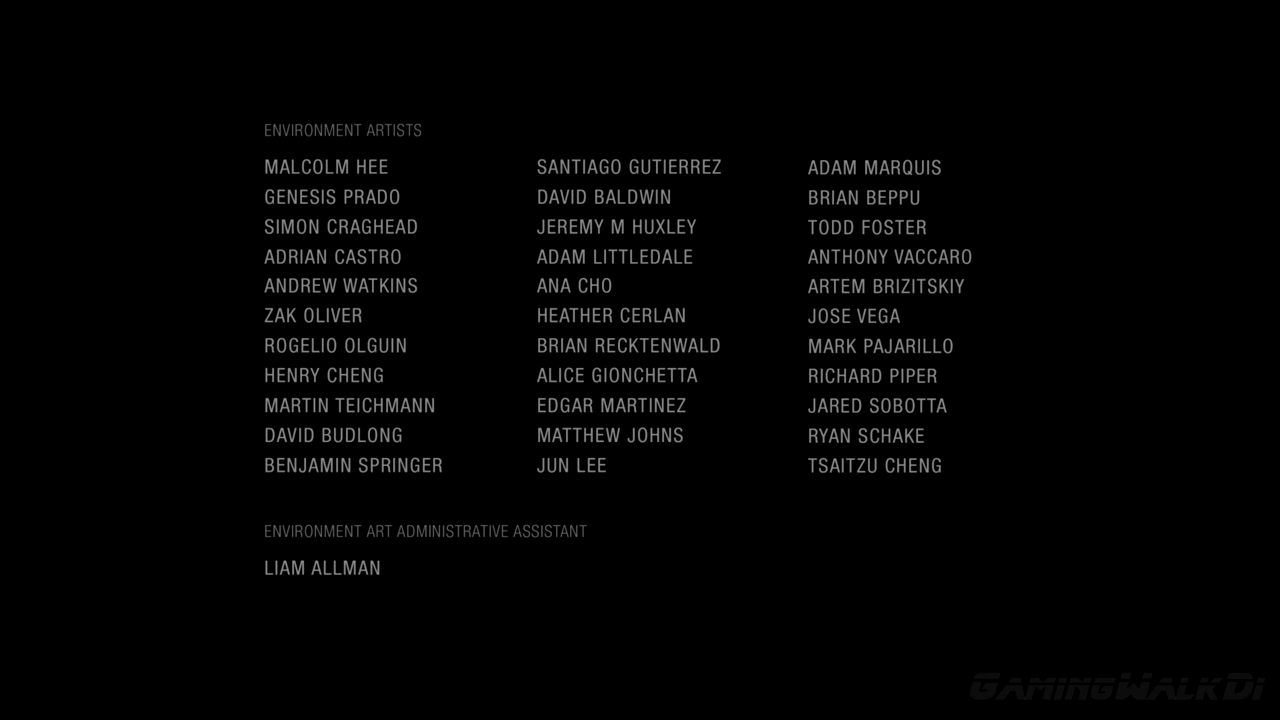 ENVIRONMENT ARTISTS
MALCOLM HEE
GENESIS PRADO
SIMON CRAGHEAD
ADRIAN CASTRO
ANDREW WATKINS
ZAK OLIVER
ROGELIO OLGUIN
HENRY CHENG
MARTIN TEICHMANN
DAVID BUDLONG
BENJAMIN SPRINGER
SANTIAGO GUTIERREZ
DAVID BALDWIN
JEREMY M HUXLEY
ADAM LITTLEDALE
ANA CHO
HEATHER CERLAN
BRIAN RECKTENWALD
ALICE GIONCHETTA
EDGAR MARTINEZ
MATTHEW JOHNS
JUN LEE
ADAM MARQUIS
BRIAN BEPPU
TODD FOSTER
ANTHONY VACCARO
ARTEM BRIZITSKIY
JOSE VEGA
MARK PAJARILLO
RICHARD PIPER
JARED SOBOTTA
RYAN SCHAKE
TSAITZU CHENG
ENVIRONMENT ART ADMINISTRATIVE ASSISTANT
LIAM ALLMAN
GAMINGWALKDI